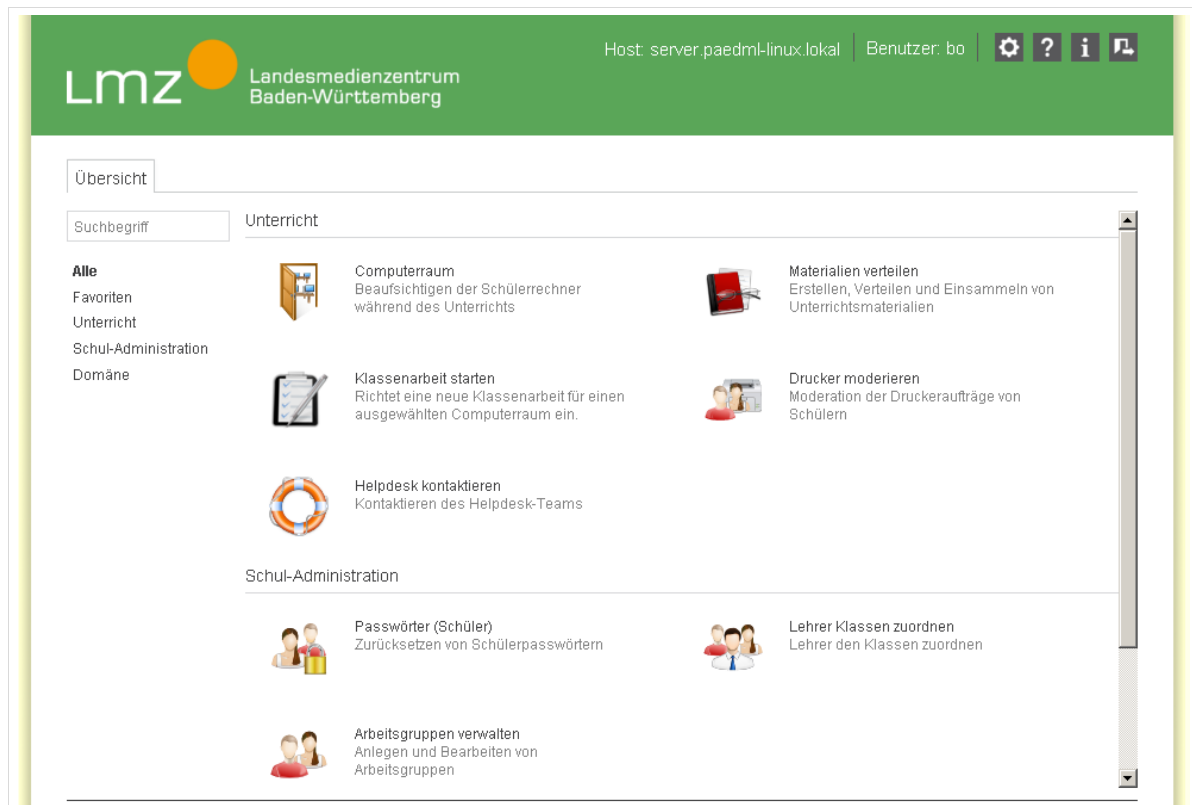 Host: server.paedml-linux.lokal
Benutzer: bo
? i
Lmz
Landesmedienzentrum
Baden-Württemberg
Übersicht
Suchbegriff
Alle
Favoriten
Unterricht
Schul-Administration
Domäne
Unterricht
Computerraum
Beaufsichtigen der Schülerrechner
während des Unterrichts
Materialien verteilen
Erstellen, Verteilen und Einsammeln von
Unterrichtsmaterialien
Klassenarbeit starten
Richtet eine neue Klassenarbeit für einen
ausgewählten Computerraum ein.
Drucker moderieren
Moderation der Druckeraufträge von
Schülern
Helpdesk kontaktieren
Kontaktieren des Helpdesk-Teams
Schul-Administration
Passwörter (Schüler)
Zurücksetzen von Schülerpasswörtern
Lehrer Klassen zuordnen
Lehrer den Klassen zuordnen
Arbeitsgruppen verwalten
Anlegen und Bearbeiten von
Arbeitsgruppen